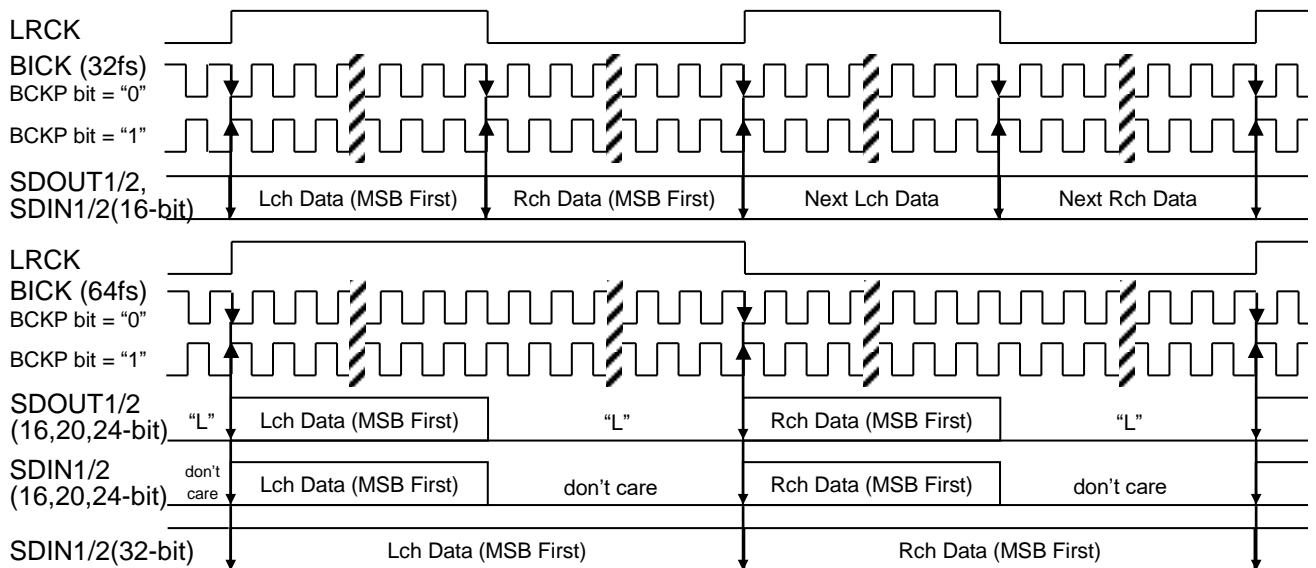 LRCK
BICK (32fs)
BCKP bit = “0”
BCKP bit = “1”
SDOUT1/2,
SDIN1/2(16-bit) Lch Data (MSB First) Rch Data (MSB First) Next Lch Data Next Rch Data
LRCK
BICK (64fs)
BCKP bit = “0”
BCKP bit = “1”
SDOUT1/2
(16,20,24-bit) “L” Lch Data (MSB First) “L” Rch Data (MSB First) “L”
SDIN1/2
(16,20,24-bit) don’t care Lch Data (MSB First) don’t care Rch Data (MSB First) don’t care
SDIN1/2(32-bit) Lch Data (MSB First) Rch Data (MSB First)